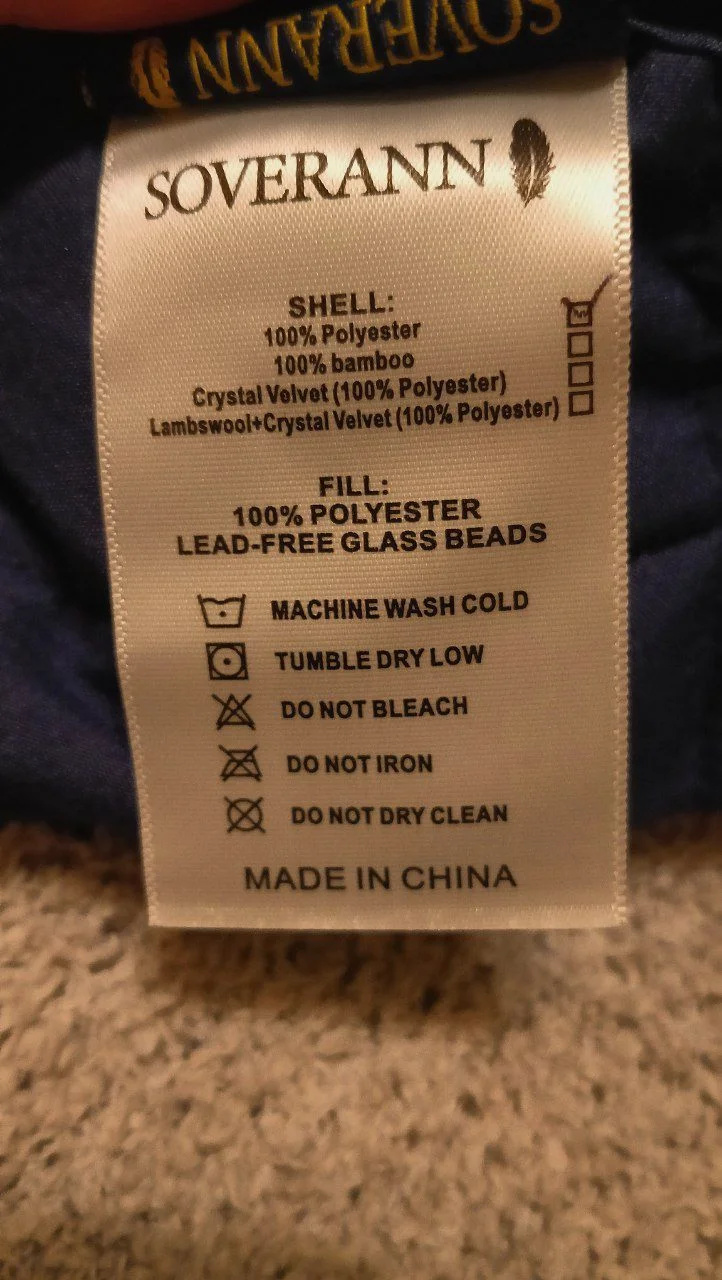 SOVERANN
SOVERANN
SHELL:
100% Polyester
100% bamboo
Crystal Velvet (100% Polyester)
Lambswool+Crystal Velvet (100% Polyester)
FILL:
100% POLYESTER
LEAD-FREE GLASS BEADS
MACHINE WASH COLD
TUMBLE DRY LOW
DO NOT BLEACH
DO NOT IRON
DO NOT DRY CLEAN
MADE IN CHINA